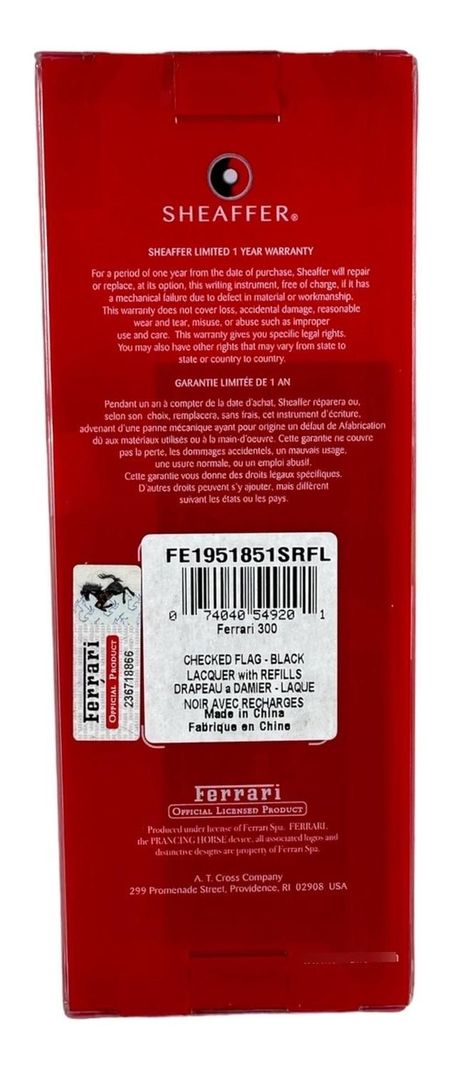 SHEAFFER®
SHEAFFER LIMITED 1 YEAR WARRANTY
For a period of one year from the date of purchase, Sheaffer will repair
or replace, at its option, this writing instrument, free of charge, if it has
a mechanical failure due to defect in material or workmanship.
This warranty does not cover loss, accidental damage, reasonable
wear and tear, misuse, or abuse such as improper
use and care. This warranty gives you specific legal rights.
You may also have other rights that may vary from state to
state or country to country.
GARANTIE LIMITÉE DE 1 AN
Pendant un an à compter de la date d'achat, Sheaffer réparera ou,
selon son choix, remplacera, sans frais, cet instrument d'écriture,
advenant d'une panne mécanique ayant pour origine un défaut de Afabrication
dû aux matériaux utilisés ou à la main-d'oeuvre. Cette garantie ne couvre
pas la perte, les dommages accidentels, un mauvais usage,
une usure normale, ou un emploi abusif.
Cette garantie vous donne des droits legaux spécifiques.
D'autres droits peuvent s'y ajouter, mais diffèrent
suivant les états ou les pays.
FE1951851SRFL
0 74040 54920 1
Ferrari 300
CHECKED FLAG - BLACK
LACQUER with REFILLS
DRAPEAU a DAMIER - LAQUE
NOIR AVEC RECHARGES
Made in China
Fabrique en Chine
Ferrari
OFFICIAL PRODUCT
236718866
Ferrari
OFFICIAL LICENSED PRODUCT
Produced under license of Ferrari Spa. FERRARI,
the PRANCING HORSE device, all associated logos and
distinctive designs are property of Ferrari Spa.
A. T. Cross Company
299 Promenade Street, Providence, RI 02908 USA